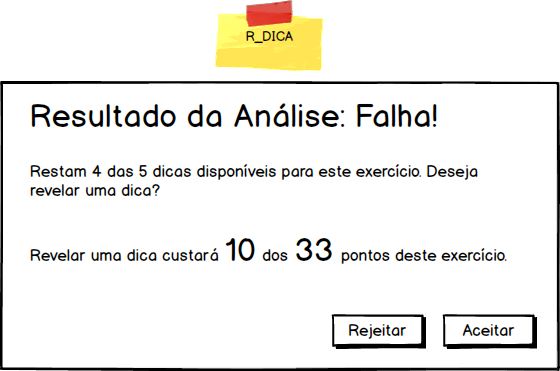 R_DICA
Resultado da Análise: Falha!
Restam 4 das 5 dicas disponíveis para este exercício. Deseja
revelar uma dica?
Revelar uma dica custará 10 dos 33 pontos deste exercício.
Rejeitar Aceitar